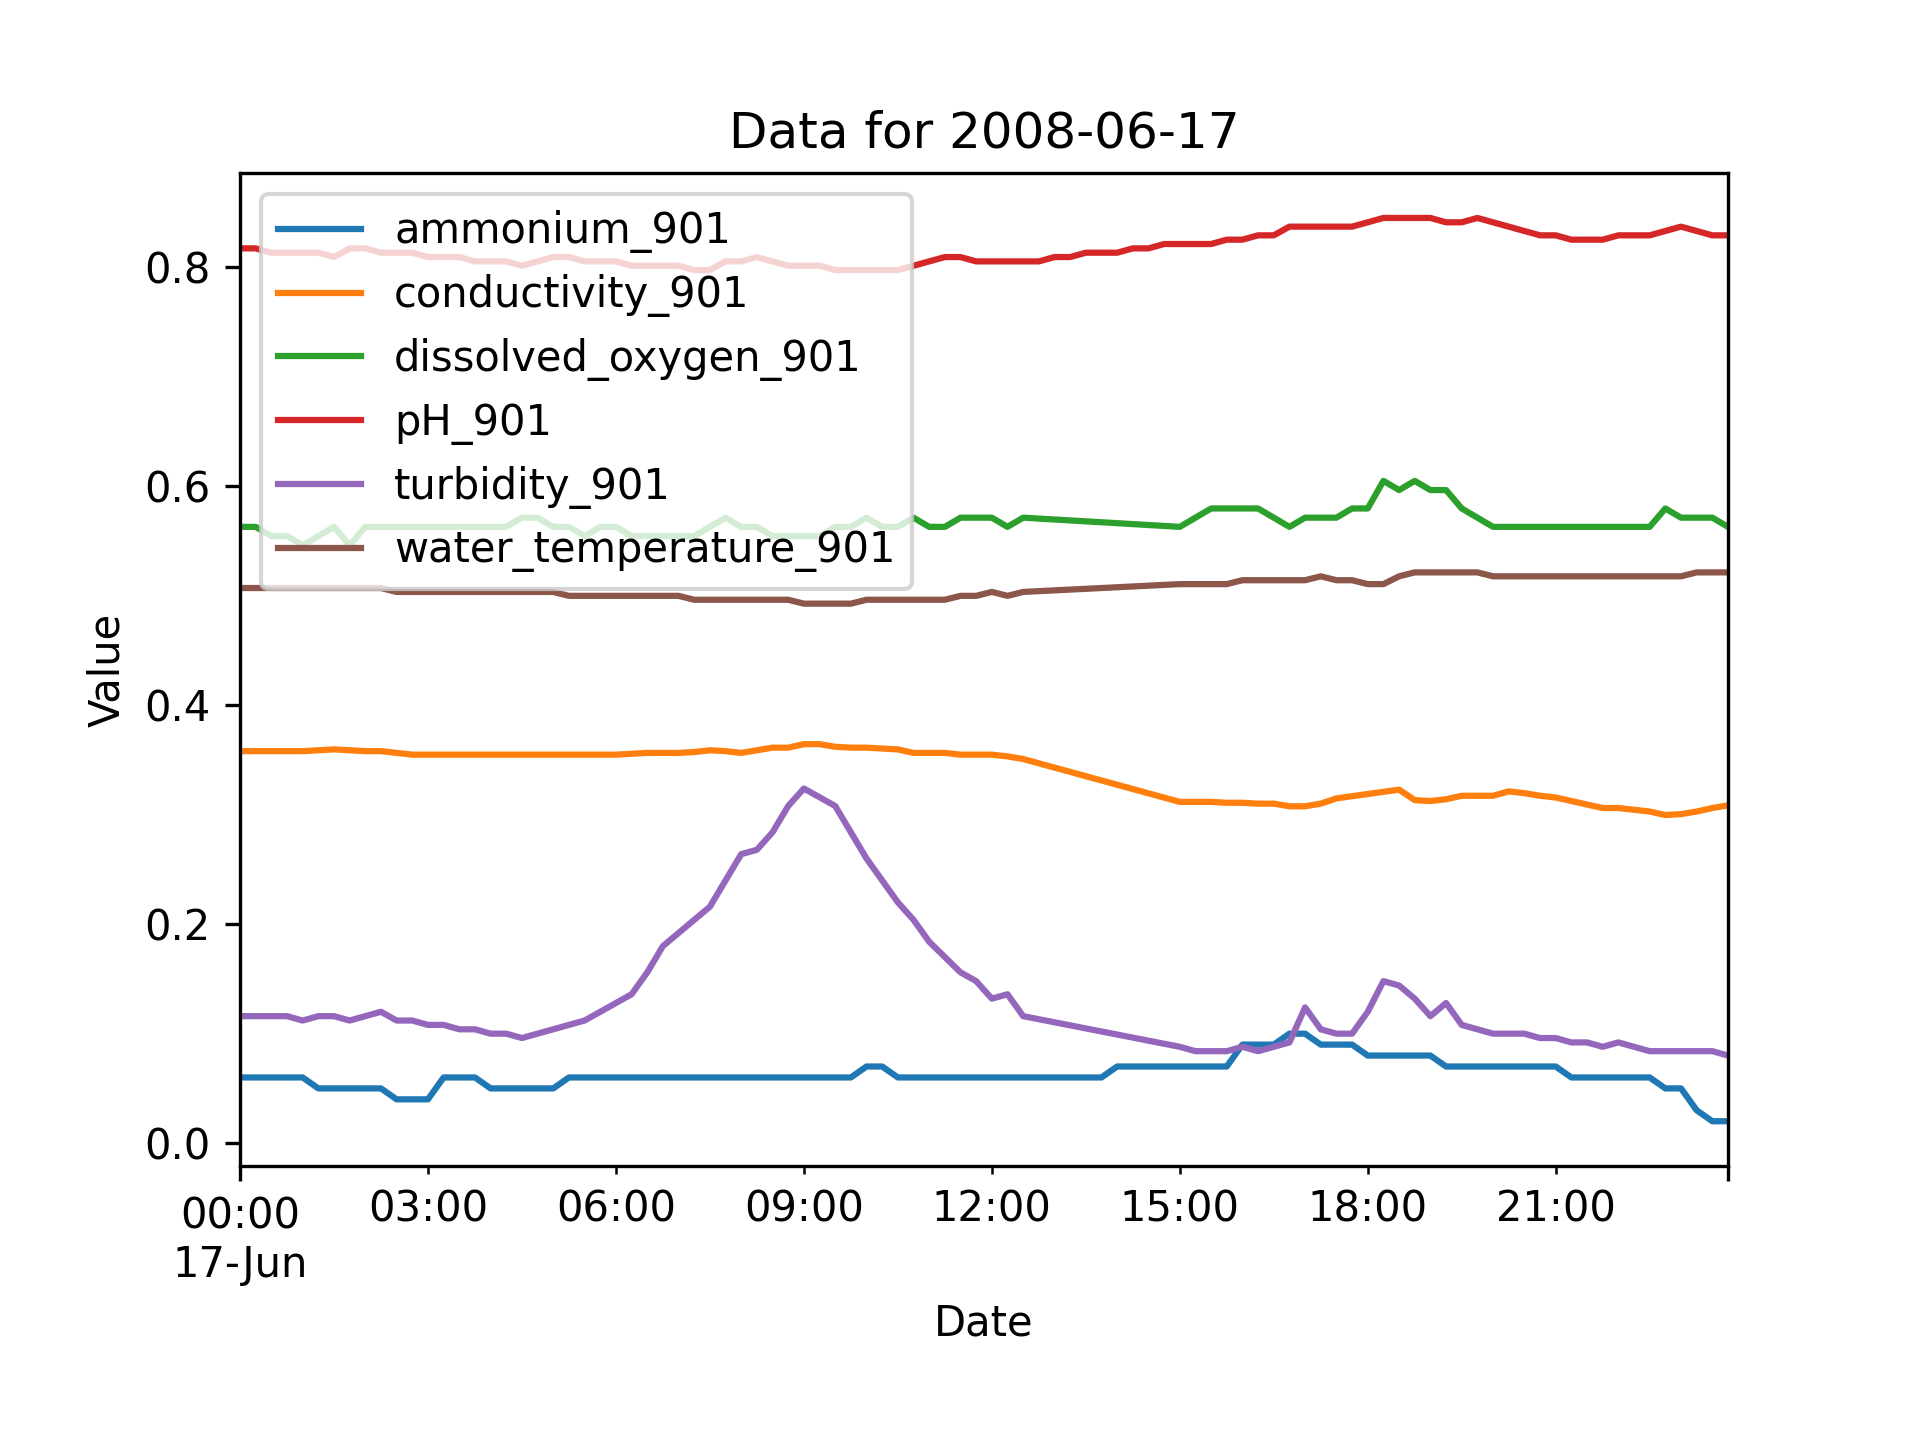 Data for 2008-06-17
ammonium_901
conductivity_901
dissolved_oxygen_901
pH_901
turbidity_901
water_temperature_901
Value
0.8
0.6
0.4
0.2
0.0
00:00 03:00 06:00 09:00 12:00 15:00 18:00 21:00
17-Jun
Date